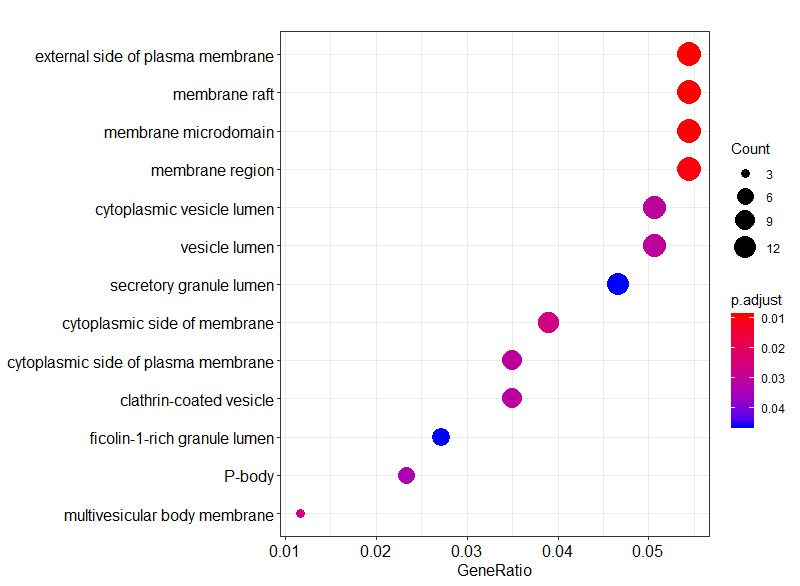 external side of plasma membrane
membrane raft
membrane microdomain
membrane region
cytoplasmic vesicle lumen
vesicle lumen
secretory granule lumen
cytoplasmic side of membrane
cytoplasmic side of plasma membrane
clathrin-coated vesicle
ficolin-1-rich granule lumen
P-body
multivesicular body membrane
0.01 0.02 0.03 0.04 0.05
GeneRatio
Count
3
6
9
12
p.adjust
0.01
0.02
0.03
0.04